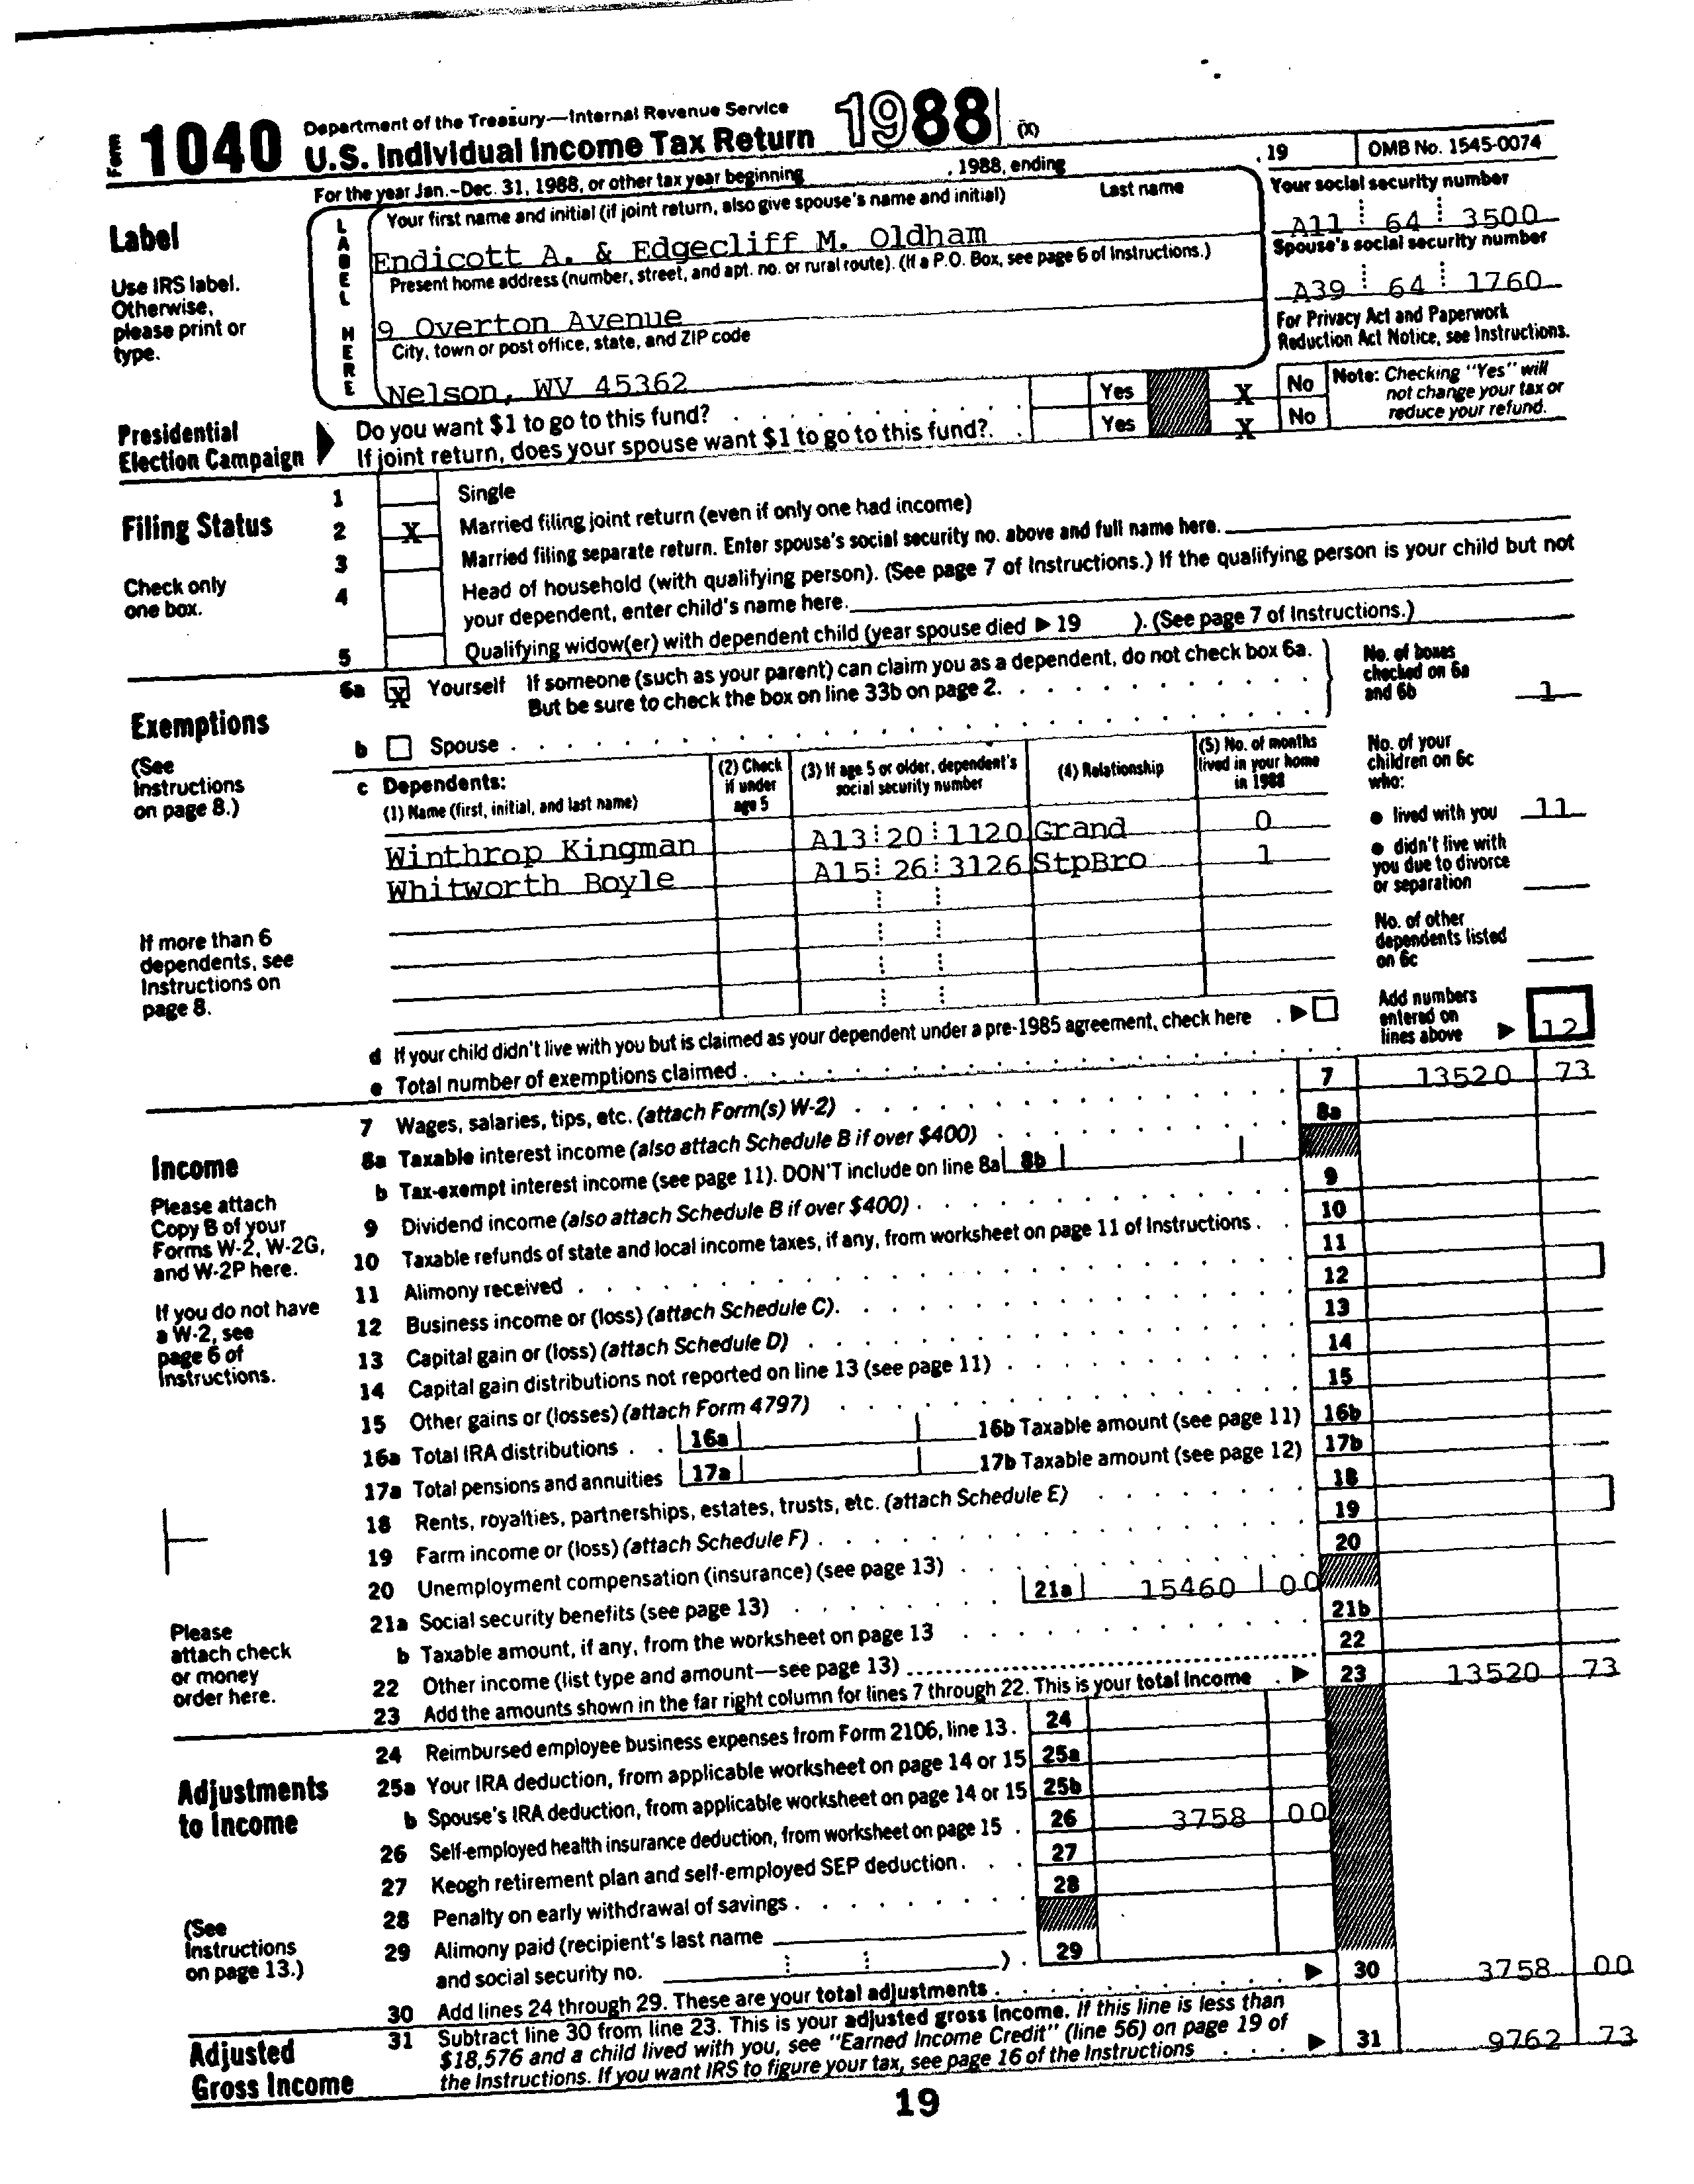 Form 1040 Department of the Treasury—Internal Revenue Service
U.S. Individual Income Tax Return 1988 (X)
For the year Jan.-Dec. 31, 1988, or other tax year beginning , 1988, ending , 19 OMB No. 1545-0074
Label
Use IRS label. Otherwise, please print or type.
LABEL HERE
Your first name and initial (if joint return, also give spouse's name and initial) Last name
Endicott A. & Edgecliff M. Oldham
Your social security number
A11 64 3500
Present home address (number, street, and apt. no. or rural route). (If a P.O. Box, see page 6 of Instructions.)
9 Overton Avenue
Spouse's social security number
A39 64 1760
City, town or post office, state, and ZIP code
Nelson, WV 45362
For Privacy Act and Paperwork Reduction Act Notice, see Instructions.
Presidential Election Campaign
Do you want $1 to go to this fund? Yes X No
If joint return, does your spouse want $1 to go to this fund?. Yes X No
Note: Checking "Yes" will not change your tax or reduce your refund.
Filing Status
Check only one box.
1 Single
2 X Married filing joint return (even if only one had income)
3 Married filing separate return. Enter spouse's social security no. above and full name here.
4 Head of household (with qualifying person). (See page 7 of Instructions.) If the qualifying person is your child but not
your dependent, enter child's name here.
5 Qualifying widow(er) with dependent child (year spouse died ▶ 19 ). (See page 7 of Instructions.)
Exemptions
(See Instructions on page 8.)
6a X Yourself If someone (such as your parent) can claim you as a dependent, do not check box 6a.
But be sure to check the box on line 33b on page 2.
b Spouse
No. of boxes checked on 6a and 6b 1
c Dependents:
(1) Name (first, initial, and last name)
(2) Check if under age 5
(3) If age 5 or older, dependent's social security number
(4) Relationship
(5) No. of months lived in your home in 1988
Winthrop Kingman A13 20 1120 Grand 0
Whitworth Boyle A15 26 3126 StpBro 1
No. of your children on 6c who:
● lived with you 11
● didn't live with you due to divorce or separation
No. of other dependents listed on 6c
If more than 6 dependents, see Instructions on page 8.
d If your child didn't live with you but is claimed as your dependent under a pre-1985 agreement, check here ▶
e Total number of exemptions claimed
Add numbers entered on lines above ▶ 12
Income
Please attach Copy B of your Forms W-2, W-2G, and W-2P here.
If you do not have a W-2, see page 6 of Instructions.
Please attach check or money order here.
7 Wages, salaries, tips, etc. (attach Form(s) W-2) 7 13520 73
8a Taxable interest income (also attach Schedule B if over $400) 8a
b Tax-exempt interest income (see page 11). DON'T include on line 8a 8b
9 Dividend income (also attach Schedule B if over $400) 9
10 Taxable refunds of state and local income taxes, if any, from worksheet on page 11 of Instructions 10
11 Alimony received 11
12 Business income or (loss) (attach Schedule C). 12
13 Capital gain or (loss) (attach Schedule D) 13
14 Capital gain distributions not reported on line 13 (see page 11) 14
15 Other gains or (losses) (attach Form 4797) 15
16a Total IRA distributions 16a 16b Taxable amount (see page 11) 16b
17a Total pensions and annuities 17a 17b Taxable amount (see page 12) 17b
18 Rents, royalties, partnerships, estates, trusts, etc. (attach Schedule E) 18
19 Farm income or (loss) (attach Schedule F) 19
20 Unemployment compensation (insurance) (see page 13) 20
21a Social security benefits (see page 13) 21a 15460 00
b Taxable amount, if any, from the worksheet on page 13 21b
22 Other income (list type and amount—see page 13) 22
23 Add the amounts shown in the far right column for lines 7 through 22. This is your total income ▶ 23 13520 73
Adjustments to Income
(See Instructions on page 13.)
24 Reimbursed employee business expenses from Form 2106, line 13. 24
25a Your IRA deduction, from applicable worksheet on page 14 or 15 25a
b Spouse's IRA deduction, from applicable worksheet on page 14 or 15 25b
26 Self-employed health insurance deduction, from worksheet on page 15 26 3758 00
27 Keogh retirement plan and self-employed SEP deduction. 27
28 Penalty on early withdrawal of savings 28
29 Alimony paid (recipient's last name
and social security no. ) 29
30 Add lines 24 through 29. These are your total adjustments ▶ 30 3758 00
Adjusted Gross Income
31 Subtract line 30 from line 23. This is your adjusted gross income. If this line is less than
$18,576 and a child lived with you, see "Earned Income Credit" (line 56) on page 19 of
the Instructions. If you want IRS to figure your tax, see page 16 of the Instructions ▶ 31 9762 73
19